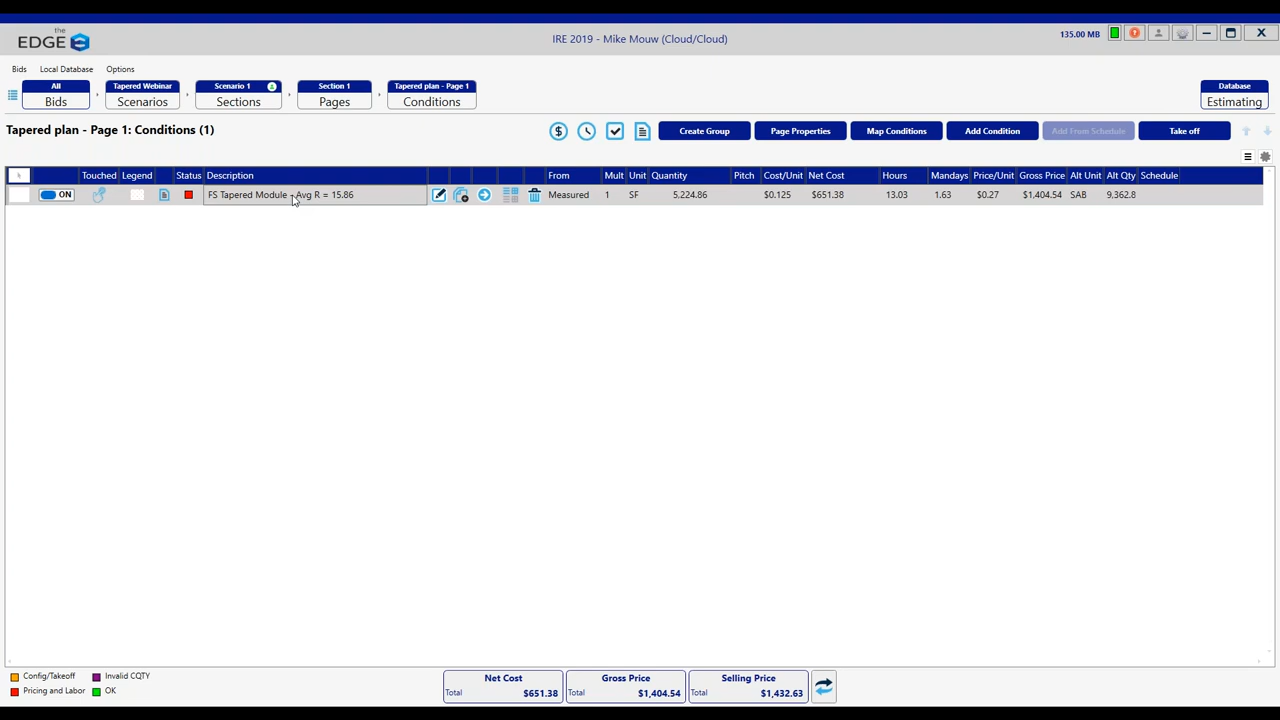 the
EDGE
IRE 2019 - Mike Mouw (Cloud/Cloud)
135.00 MB
Bids Local Database Options
All
Bids
Tapered Webinar
Scenarios
Scenario 1
Sections
Section 1
Pages
Tapered plan - Page 1
Conditions
Database
Estimating
Tapered plan - Page 1: Conditions (1)
Create Group Page Properties Map Conditions Add Condition Add From Schedule Take off
Touched Legend Status Description From Mult Unit Quantity Pitch Cost/Unit Net Cost Hours Mandays Price/Unit Gross Price Alt Unit Alt Qty Schedule
ON FS Tapered Module - Avg R = 15.86 Measured 1 SF 5,224.86 $0.125 $651.38 13.03 1.63 $0.27 $1,404.54 SAB 9,362.8
Config/Takeoff Invalid CQTY
Pricing and Labor OK
Net Cost
Total $651.38
Gross Price
Total $1,404.54
Selling Price
Total $1,432.63